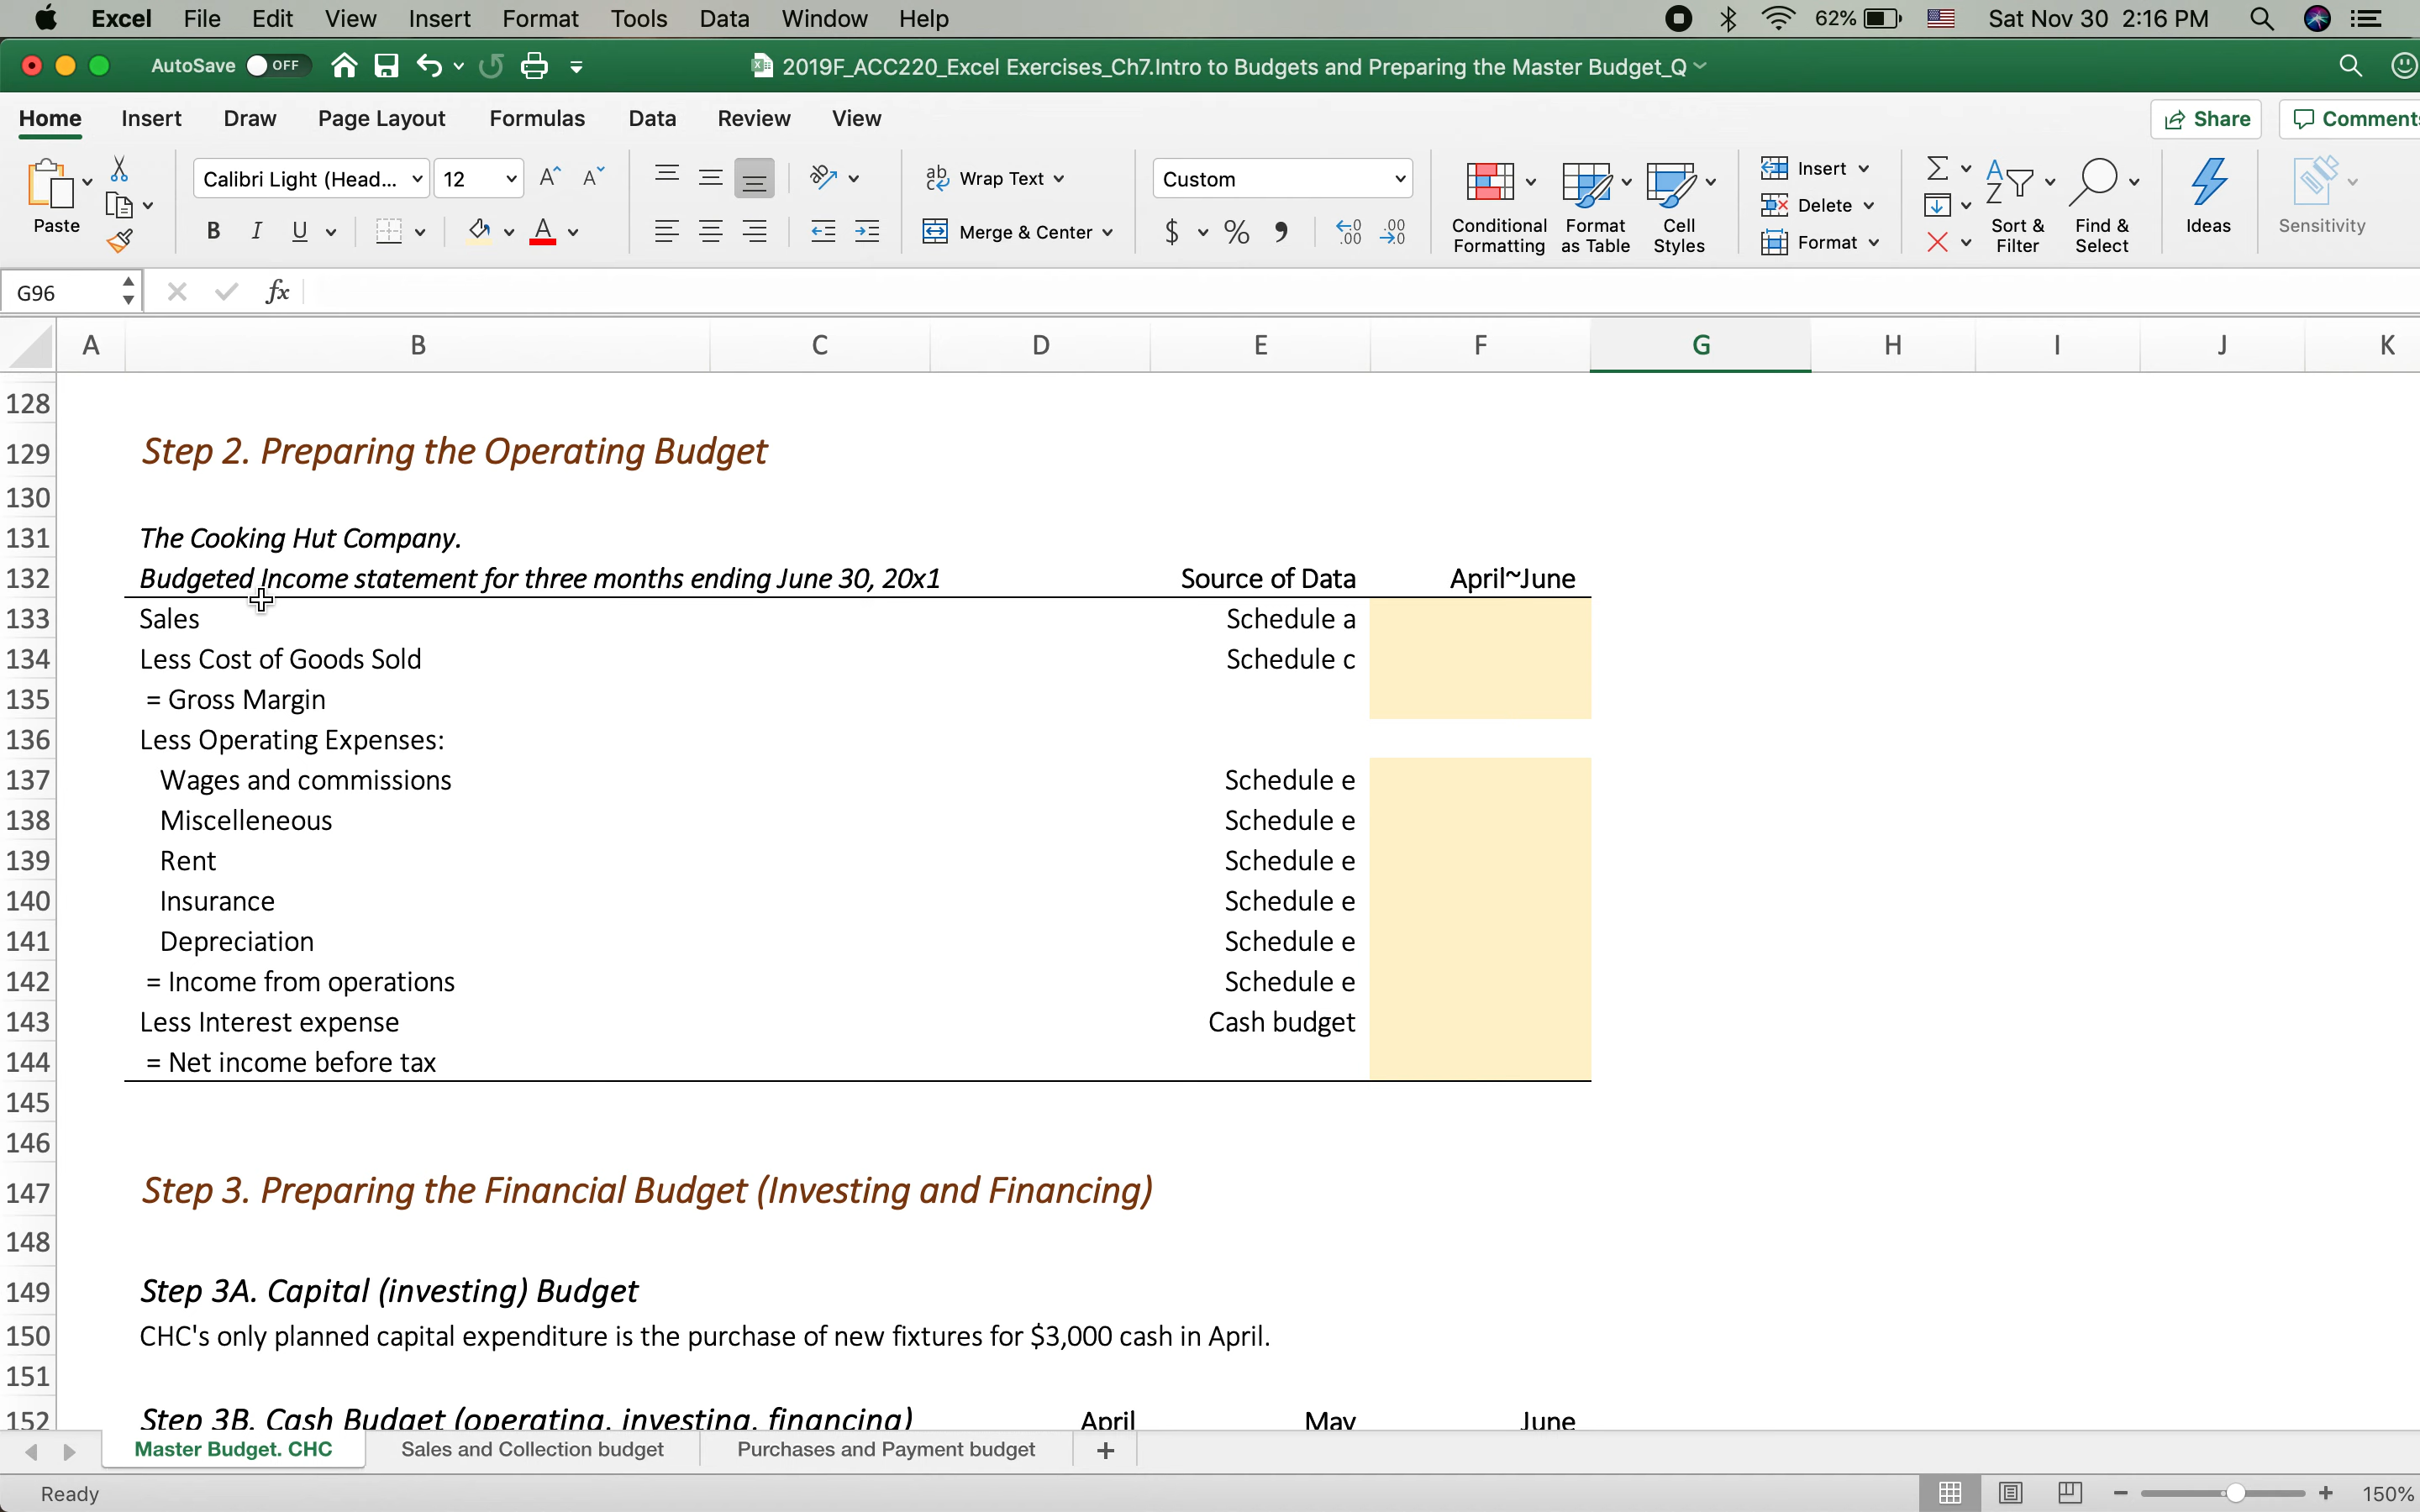 Excel File Edit View Insert Format Tools Data Window Help 62% Sat Nov 30 2:16 PM
AutoSave OFF 2019F_ACC220_Excel Exercises_Ch7.Intro to Budgets and Preparing the Master Budget_Q
Home Insert Draw Page Layout Formulas Data Review View Share Comments
Paste Calibri Light (Head... 12 Wrap Text Custom Conditional Formatting Format as Table Cell Styles Insert Delete Format Sort & Filter Find & Select Ideas Sensitivity
B I U A Merge & Center $ %
G96 fx
A B C D E F G H I J K
128
129 Step 2. Preparing the Operating Budget
130
131 The Cooking Hut Company.
132 Budgeted Income statement for three months ending June 30, 20x1 Source of Data April~June
133 Sales Schedule a
134 Less Cost of Goods Sold Schedule c
135 = Gross Margin
136 Less Operating Expenses:
137 Wages and commissions Schedule e
138 Miscelleneous Schedule e
139 Rent Schedule e
140 Insurance Schedule e
141 Depreciation Schedule e
142 = Income from operations Schedule e
143 Less Interest expense Cash budget
144 = Net income before tax
145
146
147 Step 3. Preparing the Financial Budget (Investing and Financing)
148
149 Step 3A. Capital (investing) Budget
150 CHC's only planned capital expenditure is the purchase of new fixtures for $3,000 cash in April.
151
152 Step 3B. Cash Budget (operating, investing, financing) April May June
Master Budget. CHC Sales and Collection budget Purchases and Payment budget +
Ready 150%